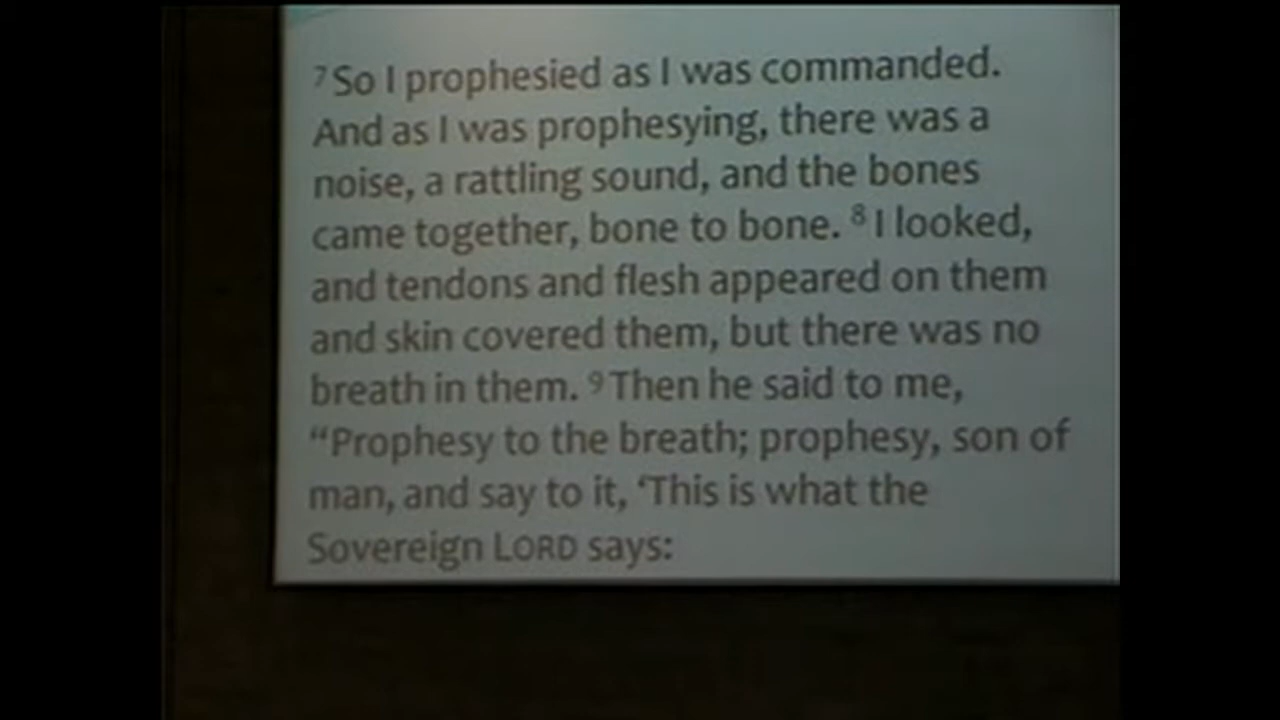 ⁷ So I prophesied as I was commanded.
And as I was prophesying, there was a
noise, a rattling sound, and the bones
came together, bone to bone. ⁸ I looked,
and tendons and flesh appeared on them
and skin covered them, but there was no
breath in them. ⁹ Then he said to me,
“Prophesy to the breath; prophesy, son of
man, and say to it, ‘This is what the
Sovereign LORD says: